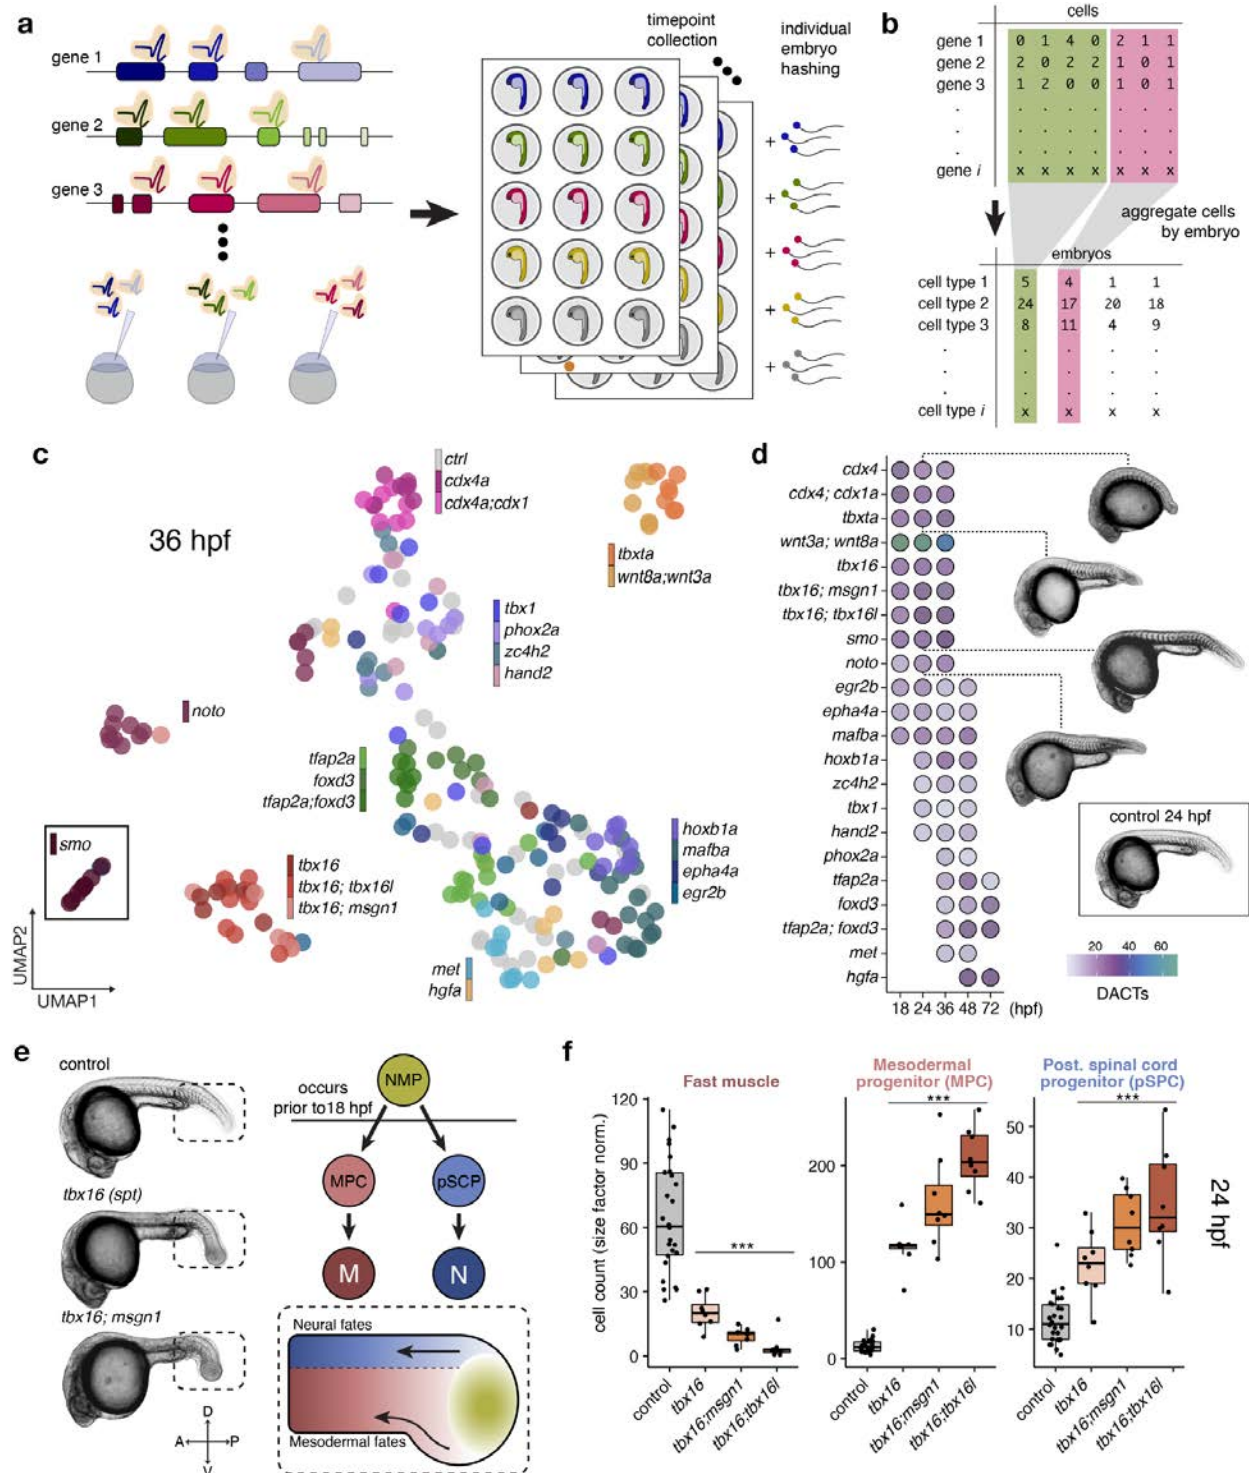 a
gene 1
gene 2
gene 3
timepoint
collection
individual
embryo
hashing
+
+
+
+
+
b
cells
gene 1 0 1 4 0 2 1 1
gene 2 2 0 2 2 1 0 1
gene 3 1 2 0 0 1 0 1
. . . . . . . .
. . . . . . . .
. . . . . . . .
gene i x x x x x x x
aggregate cells
by embryo
embryos
cell type 1 5 4 1 1
cell type 2 24 17 20 18
cell type 3 8 11 4 9
. . . . .
. . . . .
. . . . .
cell type i x x x x
c
36 hpf
ctrl
cdx4a
cdx4a;cdx1
tbxta
wnt8a;wnt3a
tbx1
phox2a
zc4h2
hand2
noto
tfap2a
foxd3
tfap2a;foxd3
smo
tbx16
tbx16; tbx16l
tbx16; msgn1
hoxb1a
mafba
epha4a
egr2b
met
hgfa
UMAP2
UMAP1
d
cdx4
cdx4; cdx1a
tbxta
wnt3a; wnt8a
tbx16
tbx16; msgn1
tbx16; tbx16l
smo
noto
egr2b
epha4a
mafba
hoxb1a
zc4h2
tbx1
hand2
phox2a
tfap2a
foxd3
tfap2a; foxd3
met
hgfa
18 24 36 48 72 (hpf)
control 24 hpf
20 40 60
DACTs
e
control
tbx16 (spt)
tbx16; msgn1
D
A P
V
occurs
prior to18 hpf
NMP
MPC
pSCP
M
N
Neural fates
Mesodermal fates
f
Fast muscle
Mesodermal
progenitor (MPC)
Post. spinal cord
progenitor (pSPC)
cell count (size factor norm.)
120
90
60
30
0
***
control
tbx16
tbx16;msgn1
tbx16;tbx16l
200
100
0
***
control
tbx16
tbx16;msgn1
tbx16;tbx16l
50
40
30
20
10
***
control
tbx16
tbx16;msgn1
tbx16;tbx16l
24 hpf